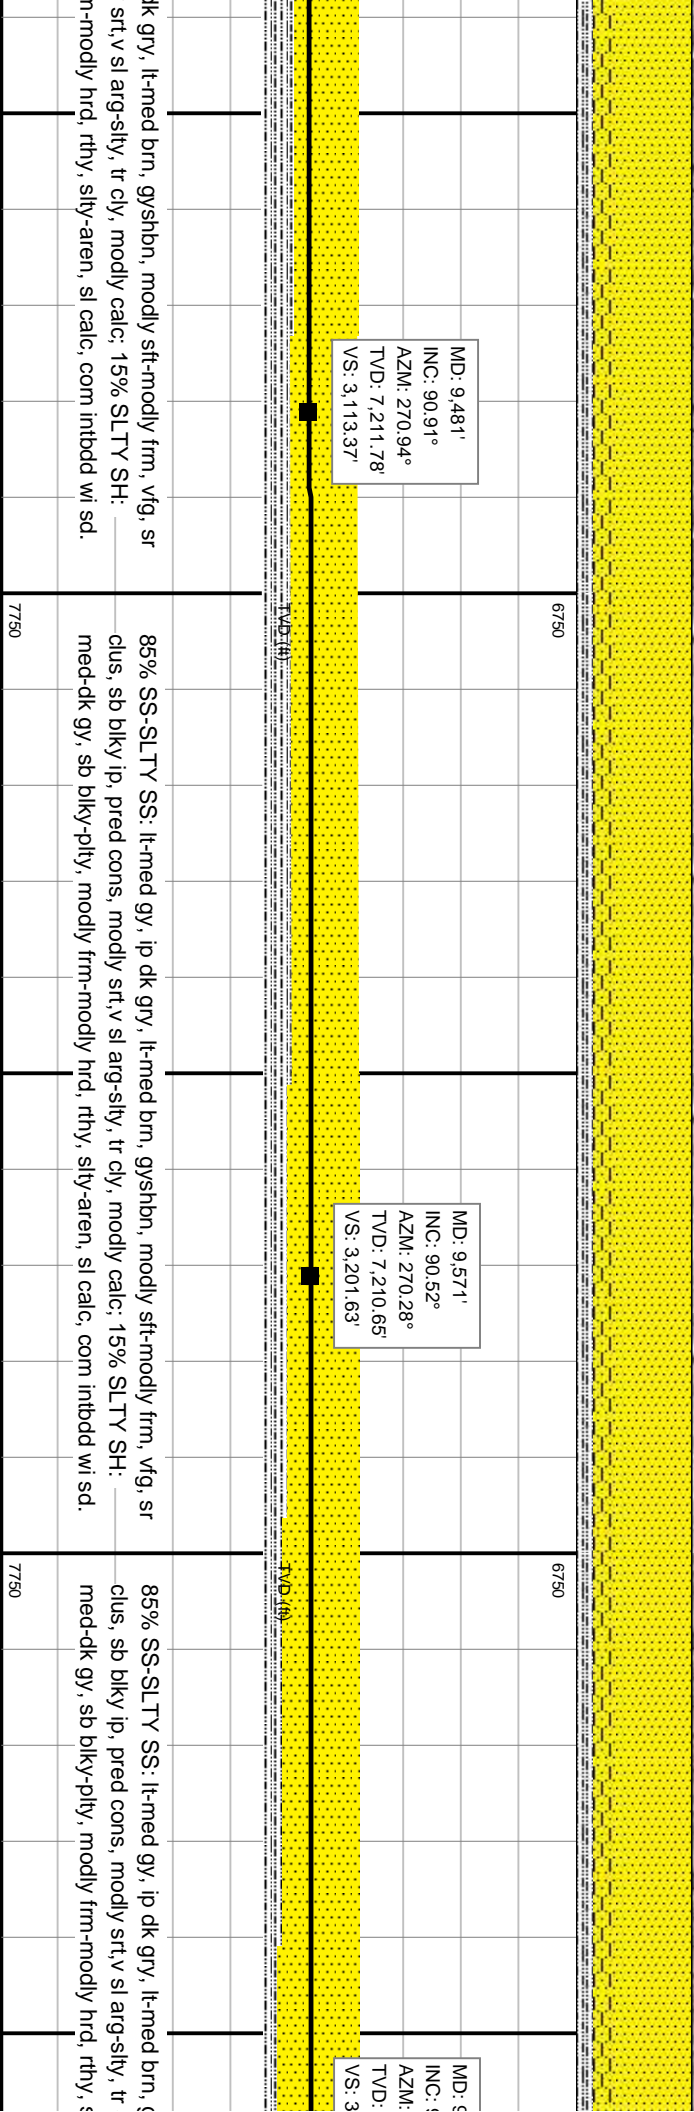 dk gry, lt-med brn, gyshbn, modly sft-modly frm, vfg, sr
srt,v sl arg-slty, tr cly, modly calc; 15% SLTY SH:
m-modly hrd, rthy, slty-aren, sl calc, com intbdd wi sd.
MD: 9,481'
INC: 90.91°
AZM: 270.94°
TVD: 7,211.78'
VS: 3,113.37'
6750
TVD (ft)
7750
85% SS-SLTY SS: lt-med gy, ip dk gry, lt-med brn, gyshbn, modly sft-modly frm, vfg, sr
clus, sb blky ip, pred cons, modly srt,v sl arg-slty, tr cly, modly calc; 15% SLTY SH:
med-dk gy, sb blky-plty, modly frm-modly hrd, rthy, slty-aren, sl calc, com intbdd wi sd.
MD: 9,571'
INC: 90.52°
AZM: 270.28°
TVD: 7,210.65'
VS: 3,201.63'
6750
TVD (ft)
7750
85% SS-SLTY SS: lt-med gy, ip dk gry, lt-med brn,
clus, sb blky ip, pred cons, modly srt,v sl arg-slty, tr
med-dk gy, sb blky-plty, modly frm-modly hrd, rthy,
MD: 9
INC:
AZM:
TVD:
VS: 3